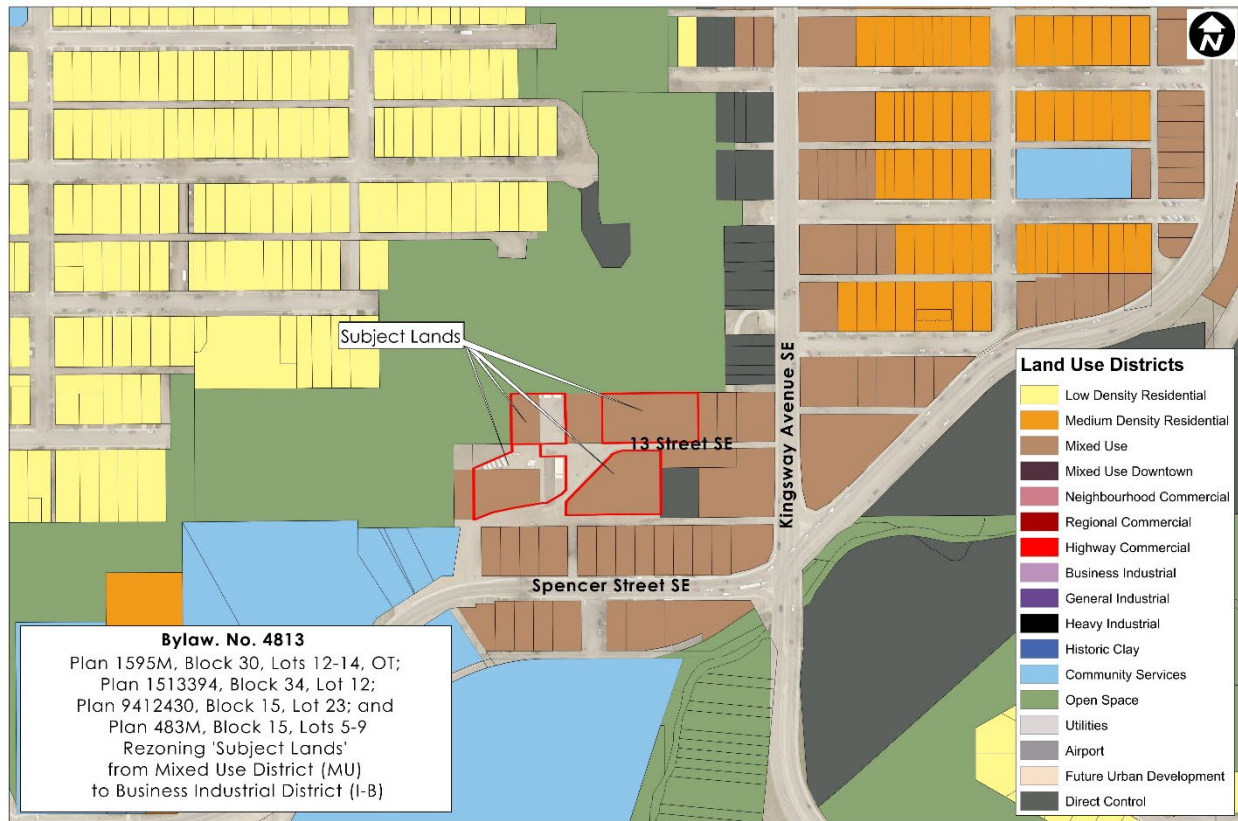 N
Subject Lands
13 Street SE
Kingsway Avenue SE
Spencer Street SE
Bylaw. No. 4813
Plan 1595M, Block 30, Lots 12-14, OT;
Plan 1513394, Block 34, Lot 12;
Plan 9412430, Block 15, Lot 23; and
Plan 483M, Block 15, Lots 5-9
Rezoning 'Subject Lands'
from Mixed Use District (MU)
to Business Industrial District (I-B)
Land Use Districts
Low Density Residential
Medium Density Residential
Mixed Use
Mixed Use Downtown
Neighbourhood Commercial
Regional Commercial
Highway Commercial
Business Industrial
General Industrial
Heavy Industrial
Historic Clay
Community Services
Open Space
Utilities
Airport
Future Urban Development
Direct Control